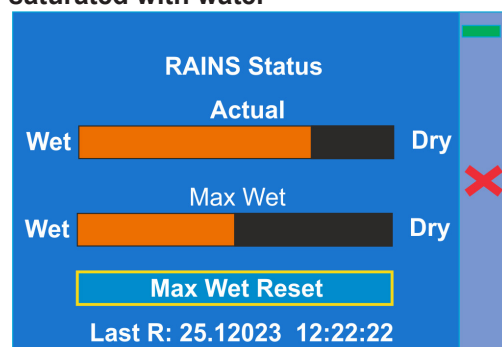 saturated with water
RAINS Status
Actual
Wet Dry
Max Wet
Wet Dry
Max Wet Reset
Last R: 25.12023 12:22:22